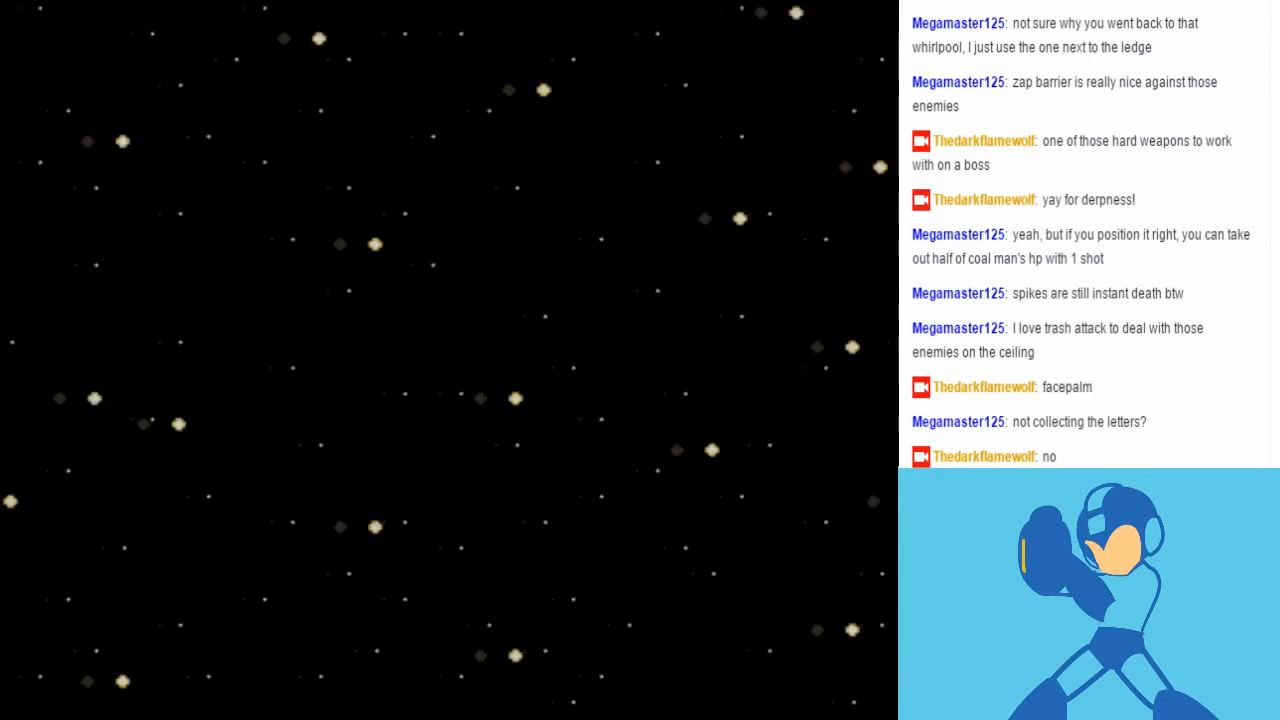 Megamaster125: not sure why you went back to that
whirlpool, I just use the one next to the ledge
Megamaster125: zap barrier is really nice against those
enemies
Thedarkflamewolf: one of those hard weapons to work
with on a boss
Thedarkflamewolf: yay for derpness!
Megamaster125: yeah, but if you position it right, you can take
out half of coal man's hp with 1 shot
Megamaster125: spikes are still instant death btw
Megamaster125: I love trash attack to deal with those
enemies on the ceiling
Thedarkflamewolf: facepalm
Megamaster125: not collecting the letters?
Thedarkflamewolf: no